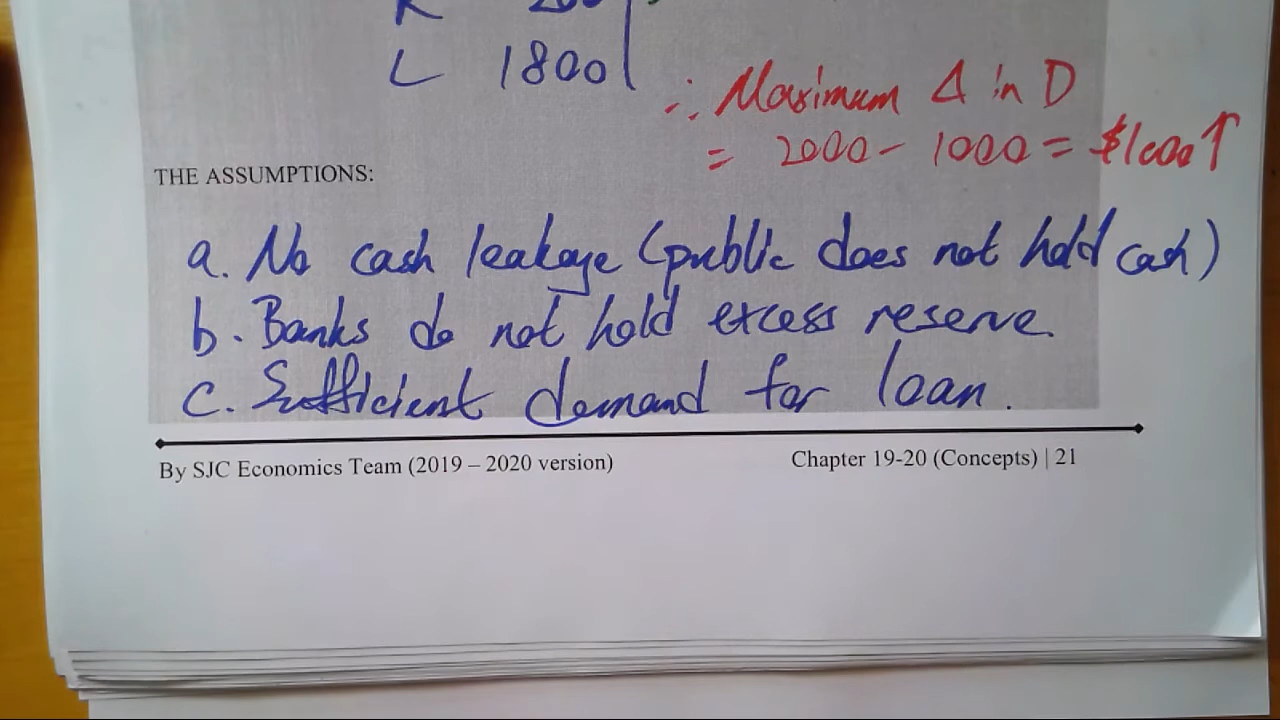 L 1800
∴ Maximum Δ in D
= 2000 - 1000 = $1000↑
THE ASSUMPTIONS:
a. No cash leakage (public does not hold cash)
b. Banks do not hold excess reserve.
c. Sufficient demand for loan.
By SJC Economics Team (2019 – 2020 version)
Chapter 19-20 (Concepts) | 21